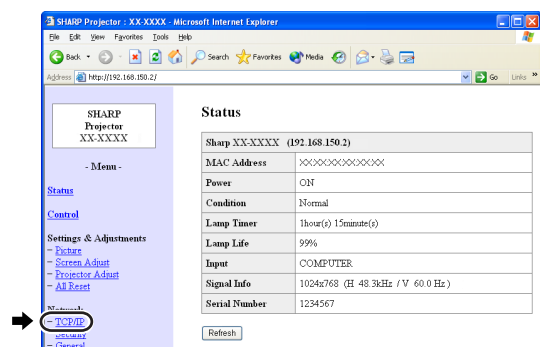 SHARP Projector : XX-XXXX - Microsoft Internet Explorer
File Edit View Favorites Tools Help
Back Search Favorites Media
Address http://192.168.150.2/ Go Links »
SHARP
Projector
XX-XXXX
- Menu -
Status
Control
Settings & Adjustments
- Picture
- Screen Adjust
- Projector Adjust
- All Reset
Network
- TCP/IP
- Security
- General
Status
Sharp XX-XXXX (192.168.150.2)
MAC Address XXXXXXXXXXXX
Power ON
Condition Normal
Lamp Timer 1hour(s) 15minute(s)
Lamp Life 99%
Input COMPUTER
Signal Info 1024x768 (H 48.3kHz / V 60.0 Hz )
Serial Number 1234567
Refresh